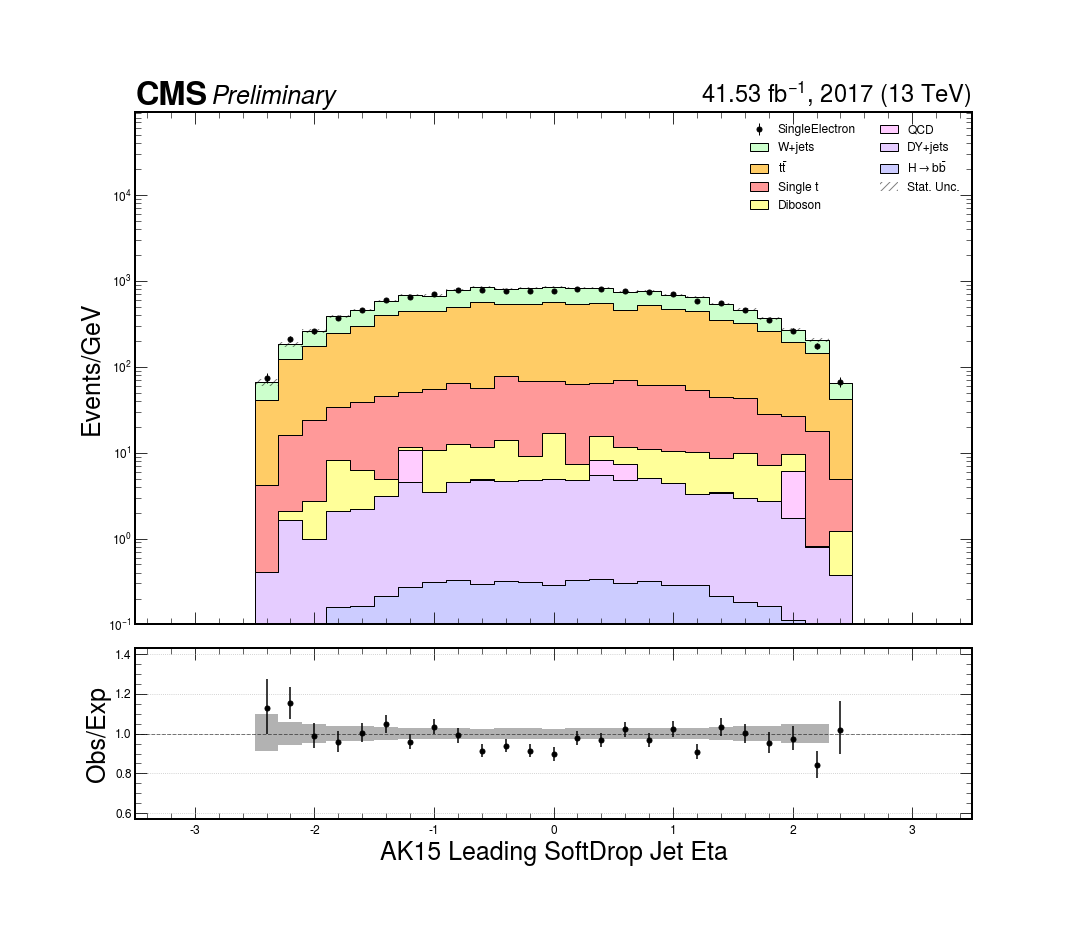 CMS Preliminary
41.53 fb⁻¹, 2017 (13 TeV)
SingleElectron
W+jets
tt̄
Single t
Diboson
QCD
DY+jets
H→bb̄
Stat. Unc.
Events/GeV
10⁴
10³
10²
10¹
10⁰
10⁻¹
Obs/Exp
1.4
1.2
1.0
0.8
0.6
-3 -2 -1 0 1 2 3
AK15 Leading SoftDrop Jet Eta